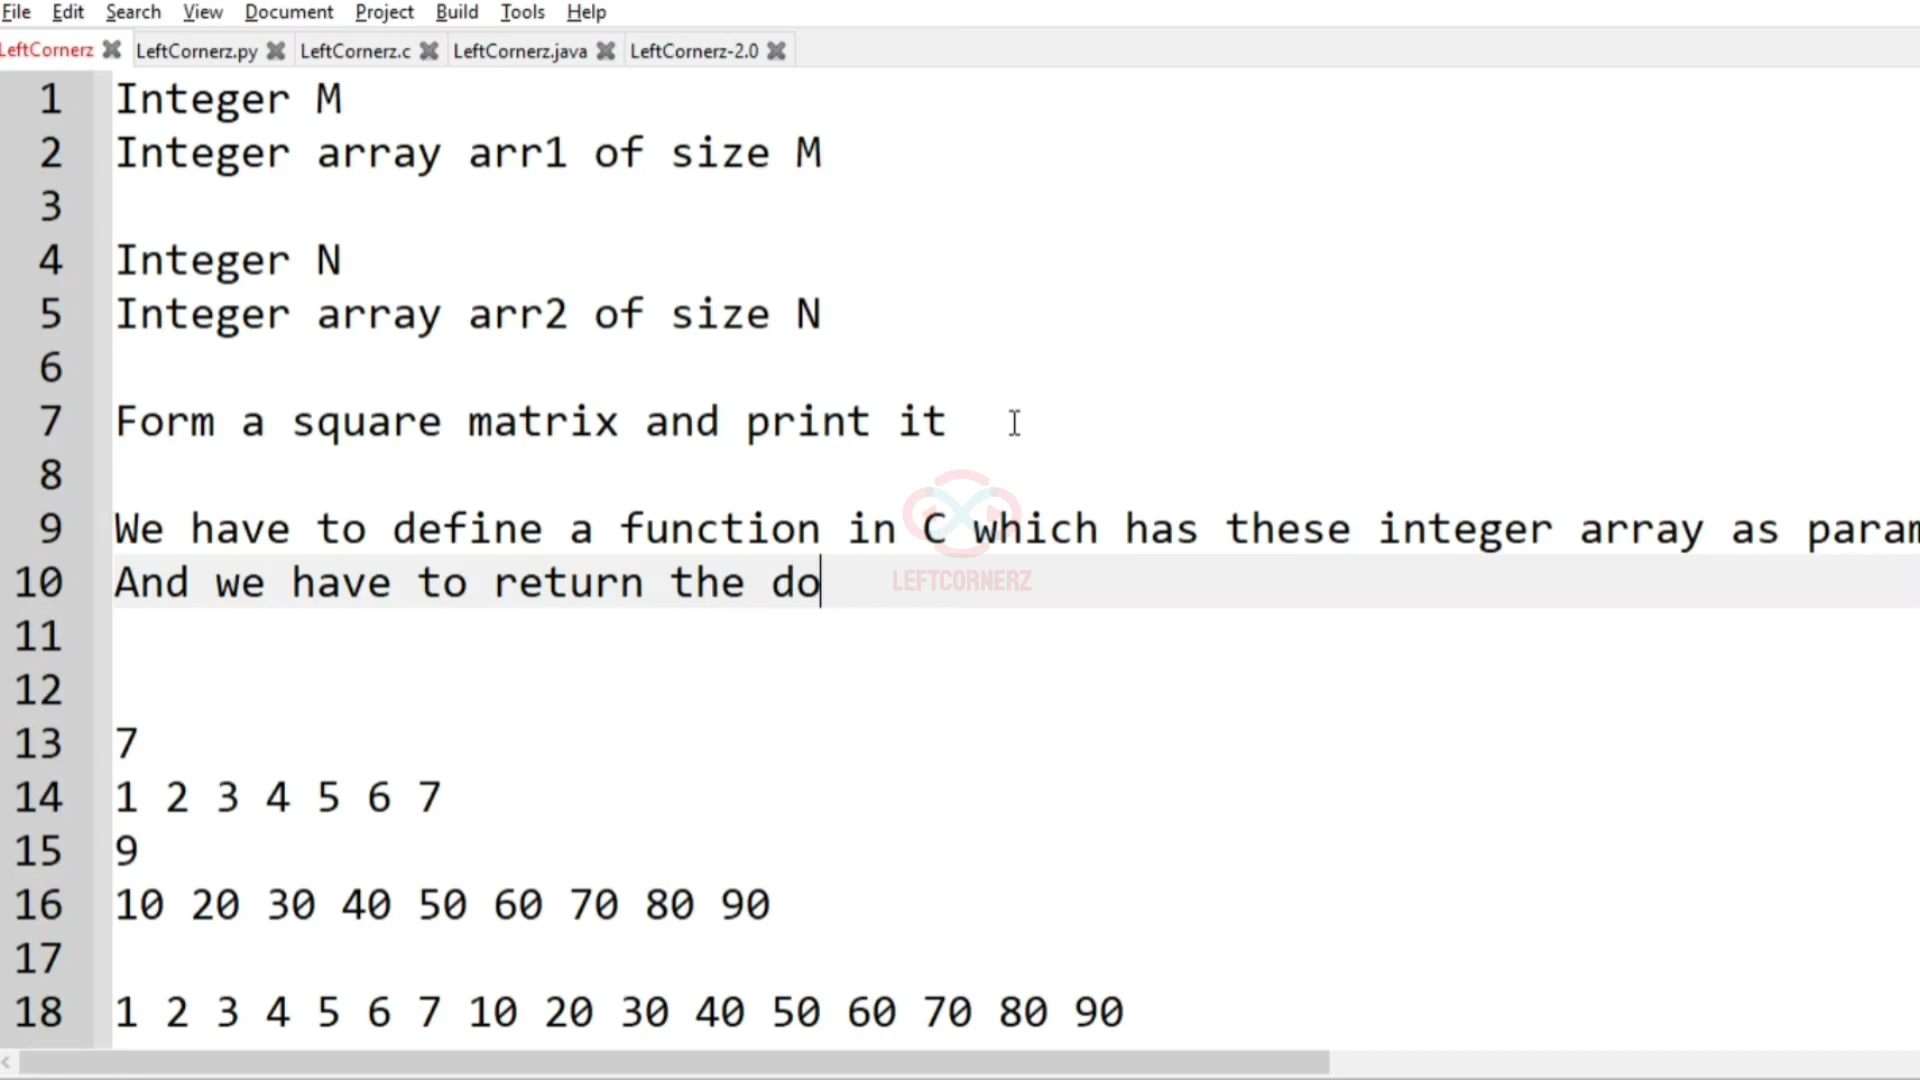 File Edit Search View Document Project Build Tools Help
LeftCornerz LeftCornerz.py LeftCornerz.c LeftCornerz.java LeftCornerz-2.0
1 Integer M
2 Integer array arr1 of size M
3
4 Integer N
5 Integer array arr2 of size N
6
7 Form a square matrix and print it
8
9 We have to define a function in C which has these integer array as param
10 And we have to return the do
LEFTCORNERZ
11
12
13 7
14 1 2 3 4 5 6 7
15 9
16 10 20 30 40 50 60 70 80 90
17
18 1 2 3 4 5 6 7 10 20 30 40 50 60 70 80 90